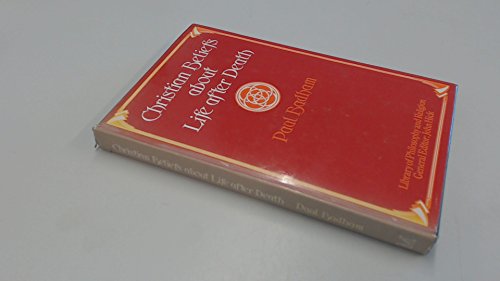 Christian Beliefs
about
Life after Death
Paul Badham
Library of Philosophy and Religion
General Editor: John Hick
Christian Beliefs about Life after Death... Paul Badham